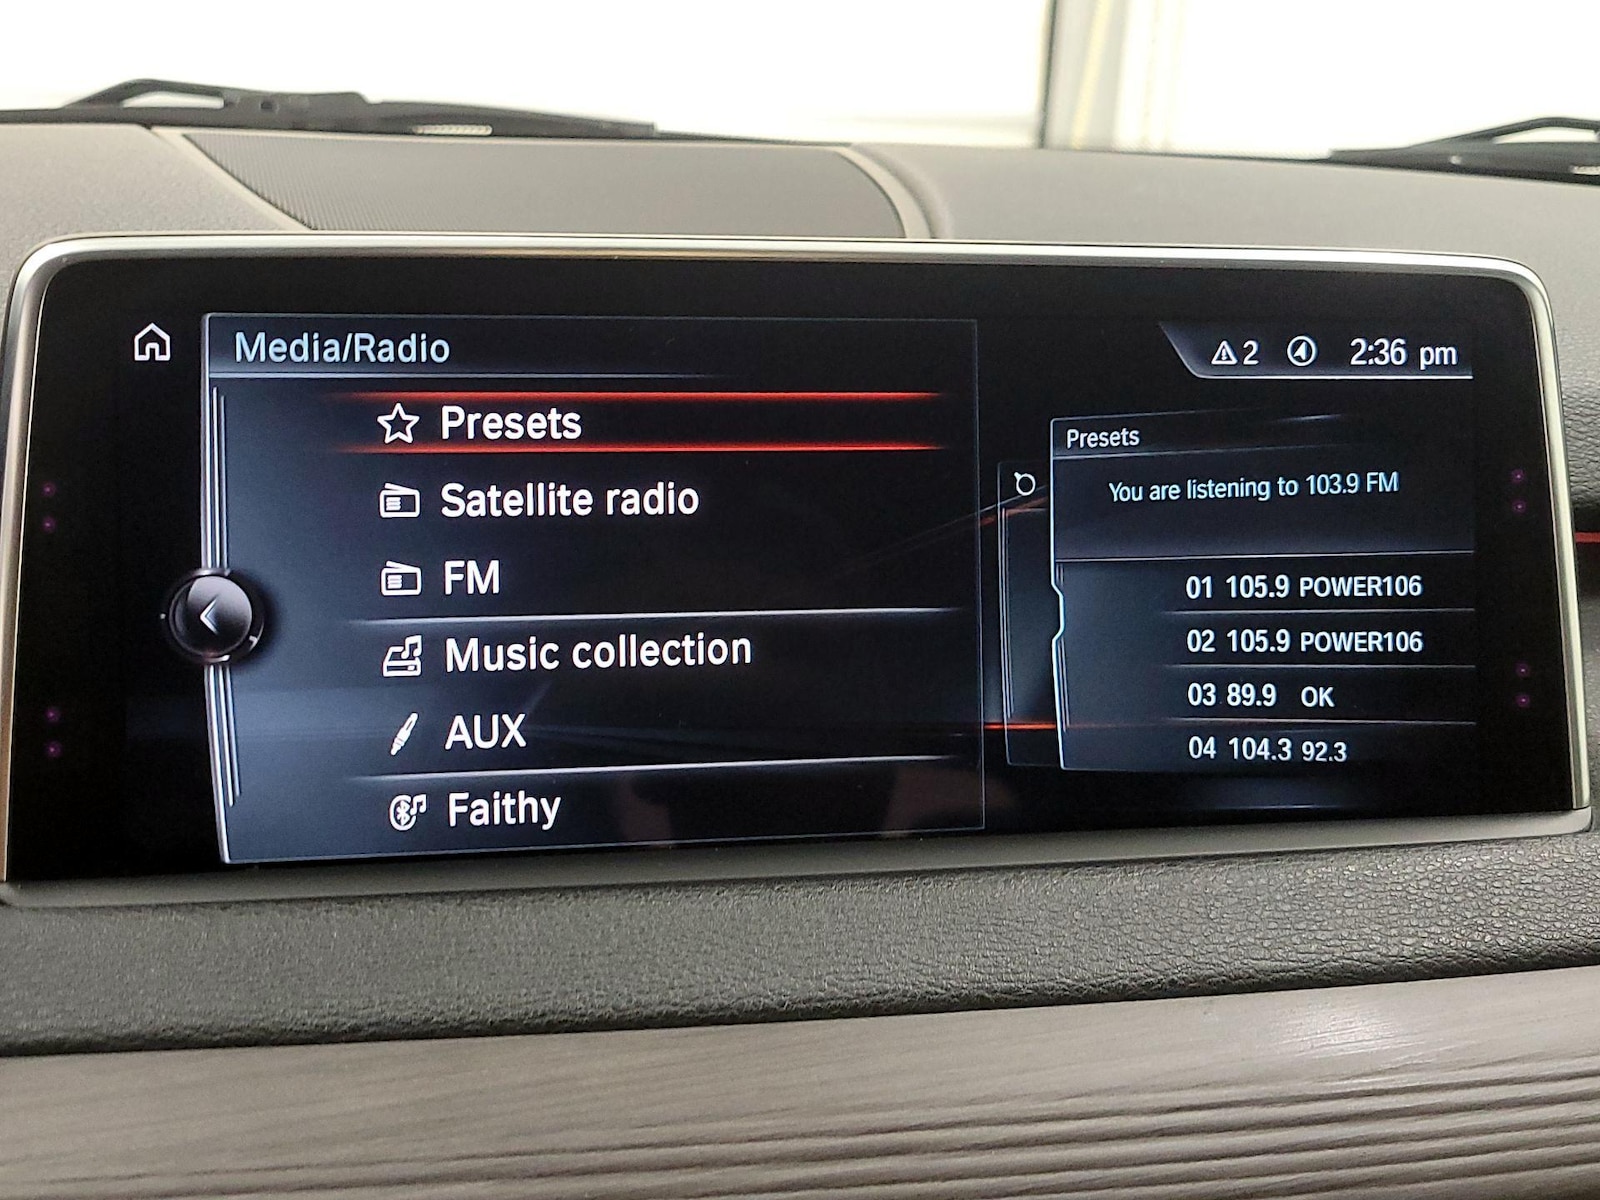 Media/Radio
2
2:36 pm
Presets
Satellite radio
FM
Music collection
AUX
Faithy
Presets
You are listening to 103.9 FM
01 105.9 POWER106
02 105.9 POWER106
03 89.9 OK
04 104.3 92.3